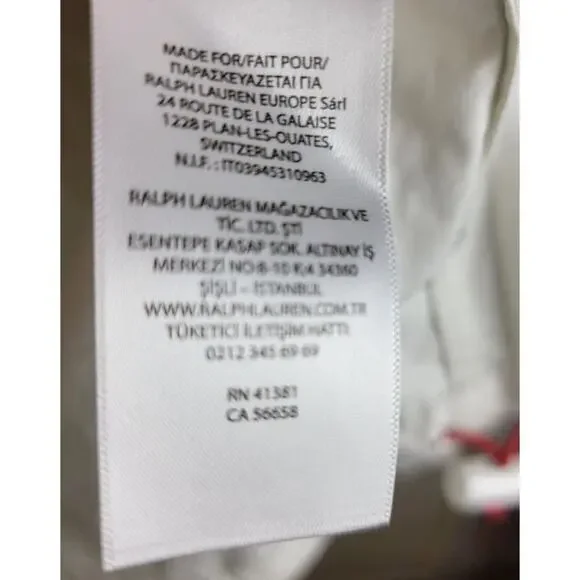 MADE FOR/FAIT POUR/
ΠΑΡΑΣΚΕΥΑΖΕΤΑΙ ΓΙΑ
RALPH LAUREN EUROPE Sárl
24 ROUTE DE LA GALAISE
1228 PLAN-LES-OUATES,
SWITZERLAND
N.I.F.: IT03945310963
RALPH LAUREN MAĞAZACILIK VE
TİC. LTD. ŞTİ
ESENTEPE KASAP SOK. ALTINAY İŞ
MERKEZİ NO 8-10 K:4 34360
ŞİŞLİ – İSTANBUL
WWW.RALPHLAUREN.COM.TR
TÜKETİCİ İLETİŞİM HATTI:
0212 345 69 69
RN 41381
CA 56658